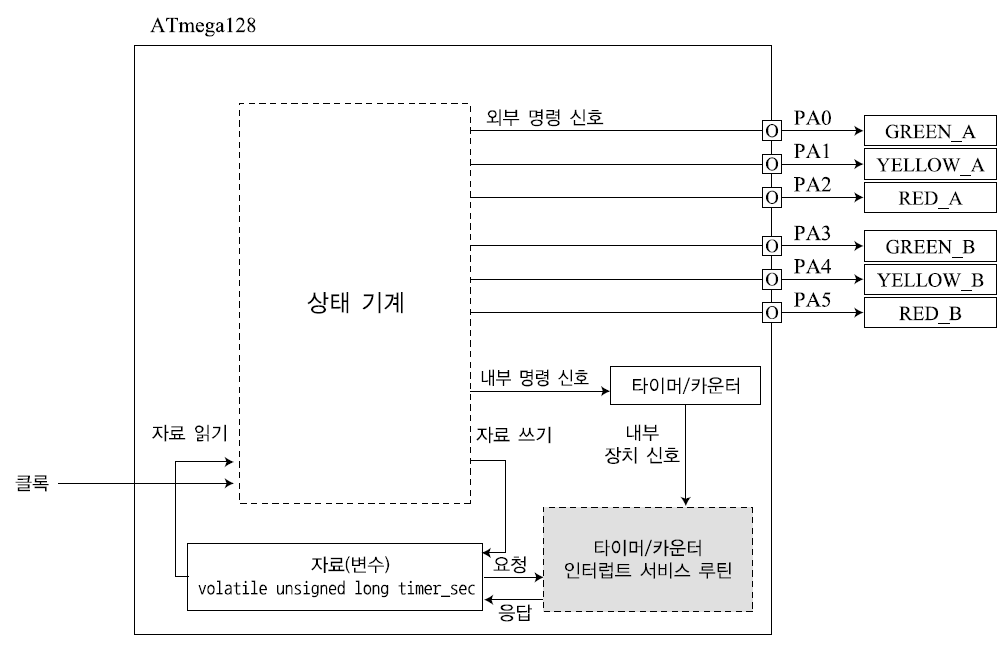 ATmega128
외부 명령 신호
O PA0 GREEN_A
O PA1 YELLOW_A
O PA2 RED_A
O PA3 GREEN_B
O PA4 YELLOW_B
O PA5 RED_B
상태 기계
내부 명령 신호
타이머/카운터
자료 읽기
자료 쓰기
내부
장치 신호
클록
타이머/카운터
인터럽트 서비스 루틴
자료(변수)
volatile unsigned long timer_sec
요청
응답